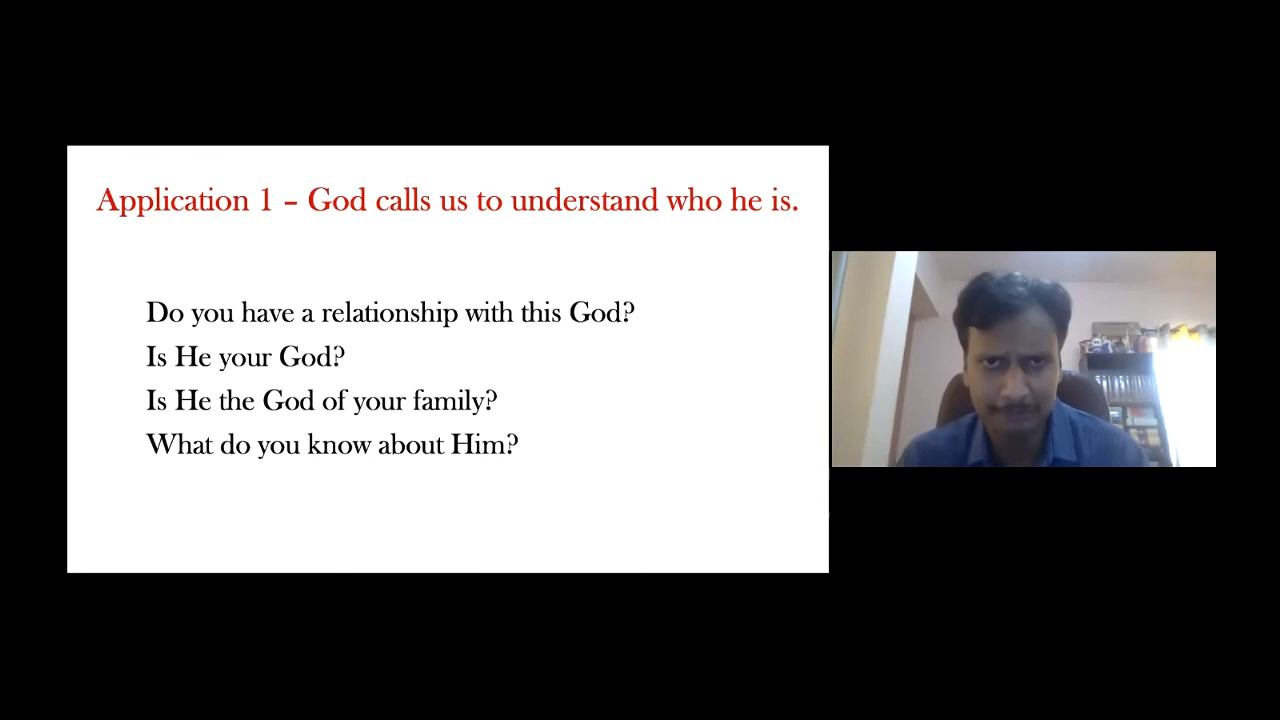 Application 1 – God calls us to understand who he is.
Do you have a relationship with this God?
Is He your God?
Is He the God of your family?
What do you know about Him?